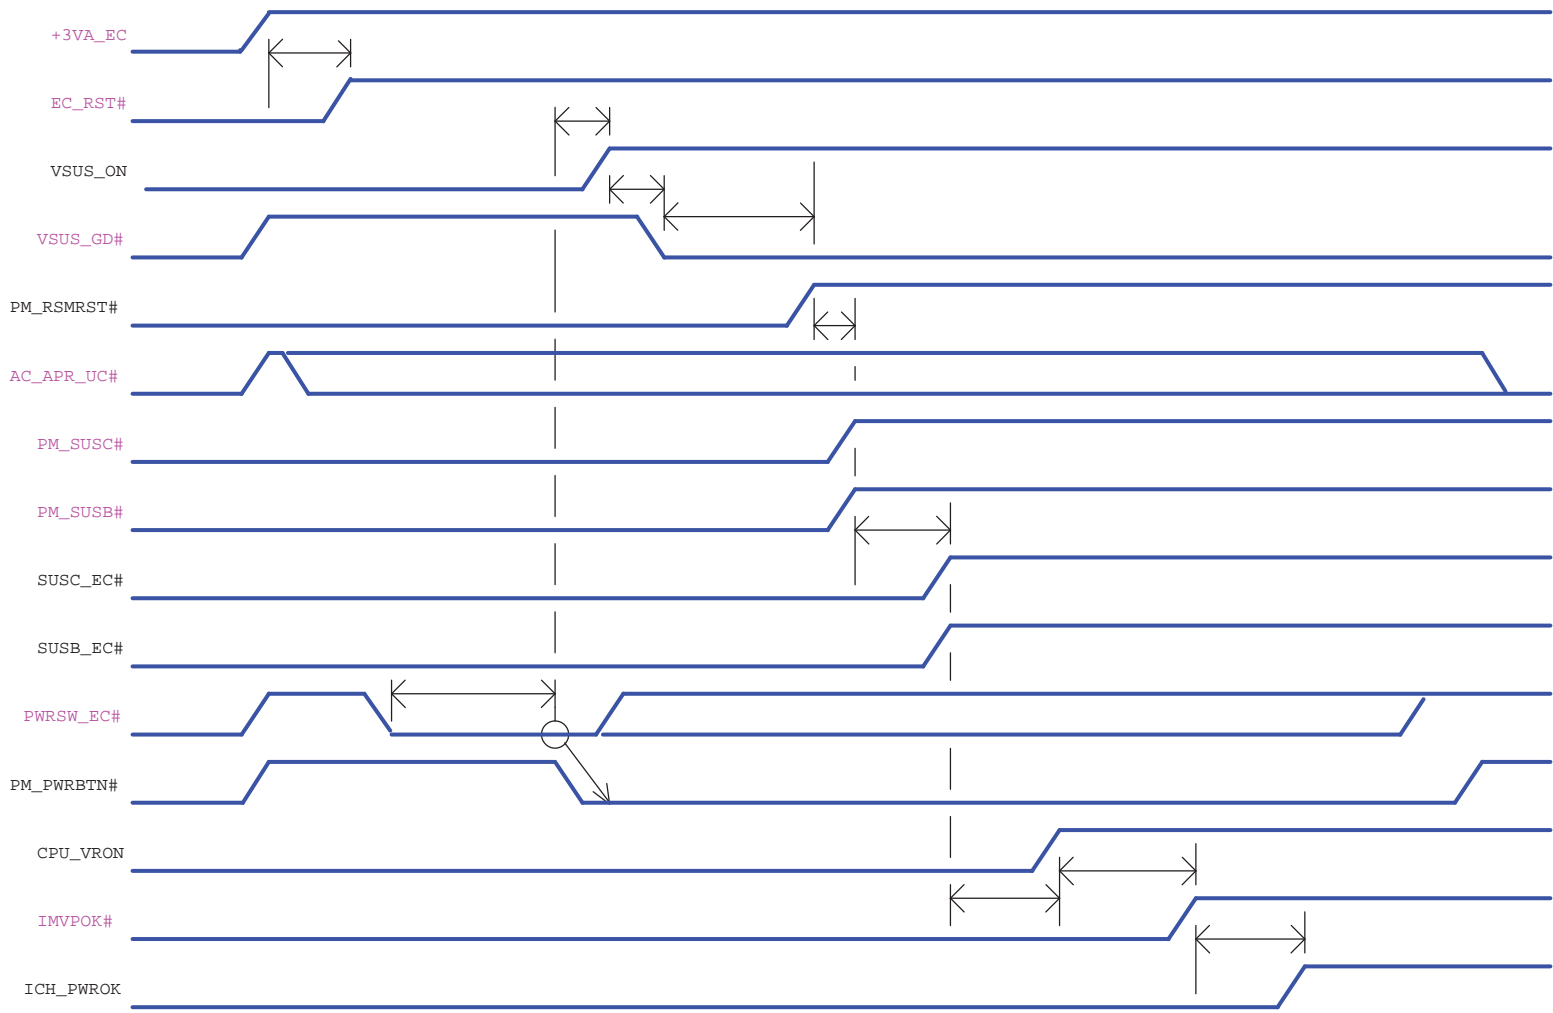 +3VA_EC
EC_RST#
VSUS_ON
VSUS_GD#
PM_RSMRST#
AC_APR_UC#
PM_SUSC#
PM_SUSB#
SUSC_EC#
SUSB_EC#
PWRSW_EC#
PM_PWRBTN#
CPU_VRON
IMVPOK#
ICH_PWROK